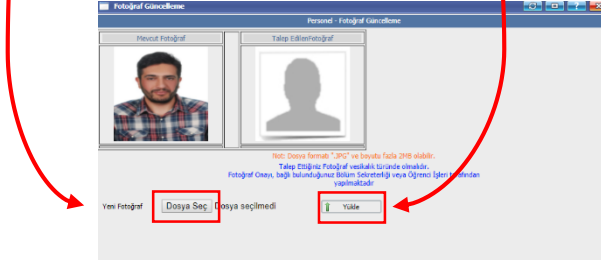 Fotoğraf Güncelleme
Personel - Fotoğraf Güncelleme
Mevcut Fotoğraf
Talep EdilenFotoğraf
Not: Dosya formatı ".JPG" ve boyutu fazla 2MB olabilir.
Talep Ettiğiniz Fotoğraf vesikalık türünde olmalıdır.
Fotoğraf Onayı, bağlı bulunduğunuz Bölüm Sekreterliği veya Öğrenci İşleri tarafından
yapılmaktadır
Yeni Fotoğraf Dosya Seç Dosya seçilmedi Yükle